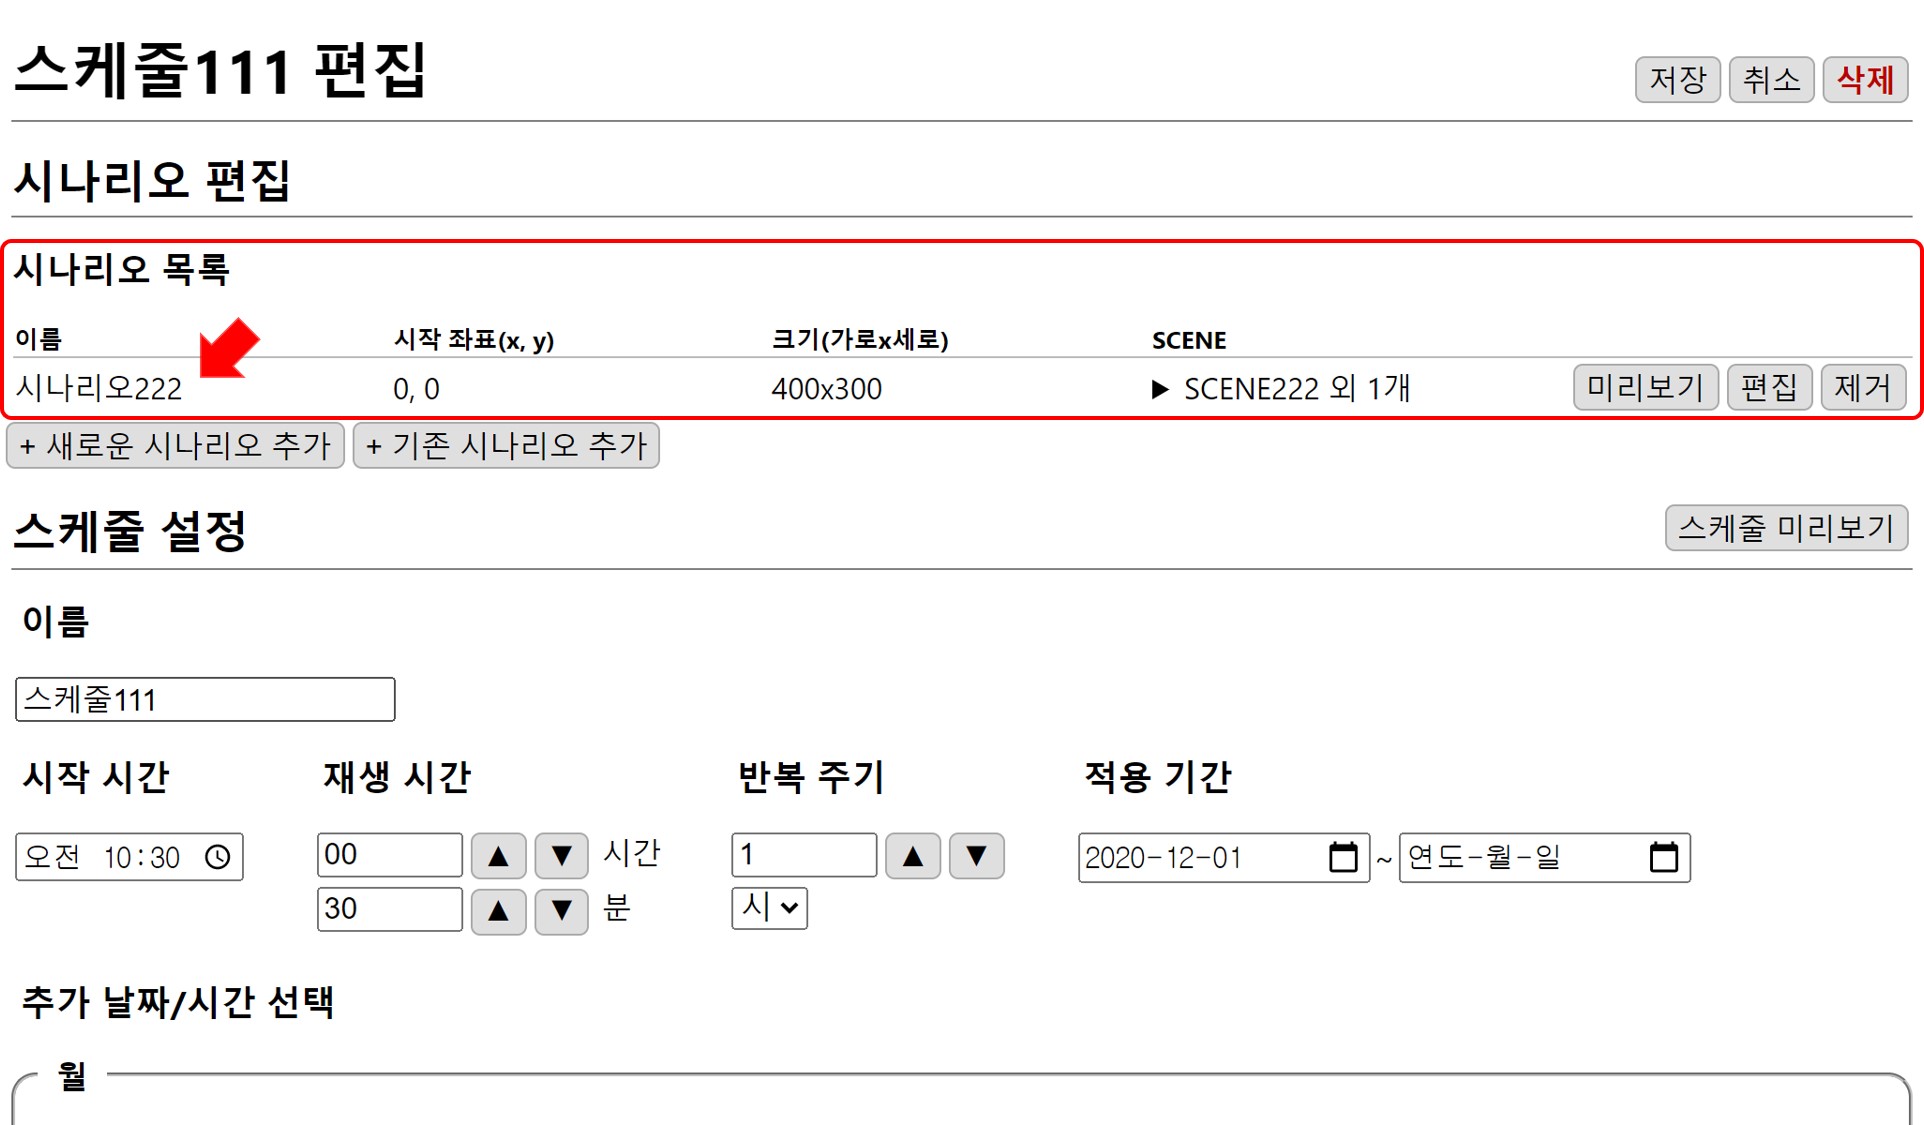 스케줄111 편집
저장 취소 삭제
시나리오 편집
시나리오 목록
이름 시작 좌표(x, y) 크기(가로x세로) SCENE
시나리오222 0, 0 400x300 ▶ SCENE222 외 1개 미리보기 편집 제거
+ 새로운 시나리오 추가 + 기존 시나리오 추가
스케줄 설정 스케줄 미리보기
이름
스케줄111
시작 시간 재생 시간 반복 주기 적용 기간
오전 10:30 00 ▲ ▼ 시간 1 ▲ ▼ 2020-12-01 ~ 연도-월-일
30 ▲ ▼ 분 시
추가 날짜/시간 선택
월